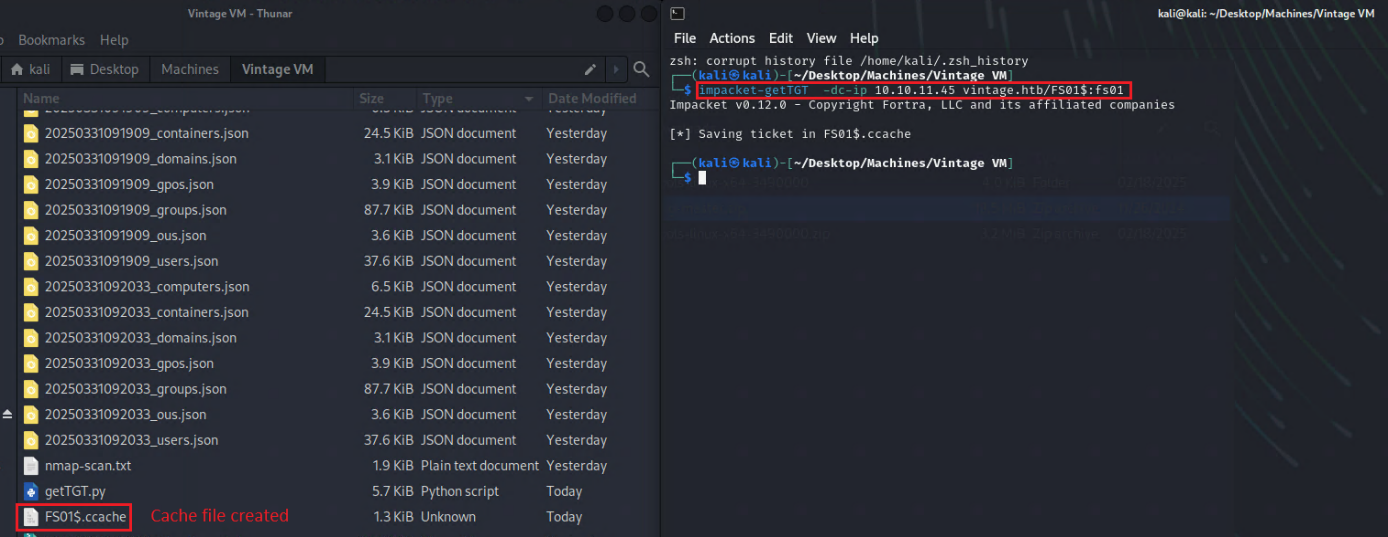 Vintage VM - Thunar
Bookmarks Help
kali Desktop Machines Vintage VM
Name Size Type Date Modified
20250331091909_containers.json 24.5 KiB JSON document Yesterday
20250331091909_domains.json 3.1 KiB JSON document Yesterday
20250331091909_gpos.json 3.9 KiB JSON document Yesterday
20250331091909_groups.json 87.7 KiB JSON document Yesterday
20250331091909_ous.json 3.6 KiB JSON document Yesterday
20250331091909_users.json 37.6 KiB JSON document Yesterday
20250331092033_computers.json 6.5 KiB JSON document Yesterday
20250331092033_containers.json 24.5 KiB JSON document Yesterday
20250331092033_domains.json 3.1 KiB JSON document Yesterday
20250331092033_gpos.json 3.9 KiB JSON document Yesterday
20250331092033_groups.json 87.7 KiB JSON document Yesterday
20250331092033_ous.json 3.6 KiB JSON document Yesterday
20250331092033_users.json 37.6 KiB JSON document Yesterday
nmap-scan.txt 1.9 KiB Plain text document Yesterday
getTGT.py 5.7 KiB Python script Today
FS01$.ccache Cache file created 1.3 KiB Unknown Today
kali@kali: ~/Desktop/Machines/Vintage VM
File Actions Edit View Help
zsh: corrupt history file /home/kali/.zsh_history
┌──(kali㉿kali)-[~/Desktop/Machines/Vintage VM]
└─$ impacket-getTGT -dc-ip 10.10.11.45 vintage.htb/FS01$:fs01
Impacket v0.12.0 - Copyright Fortra, LLC and its affiliated companies
[*] Saving ticket in FS01$.ccache
┌──(kali㉿kali)-[~/Desktop/Machines/Vintage VM]
└─$